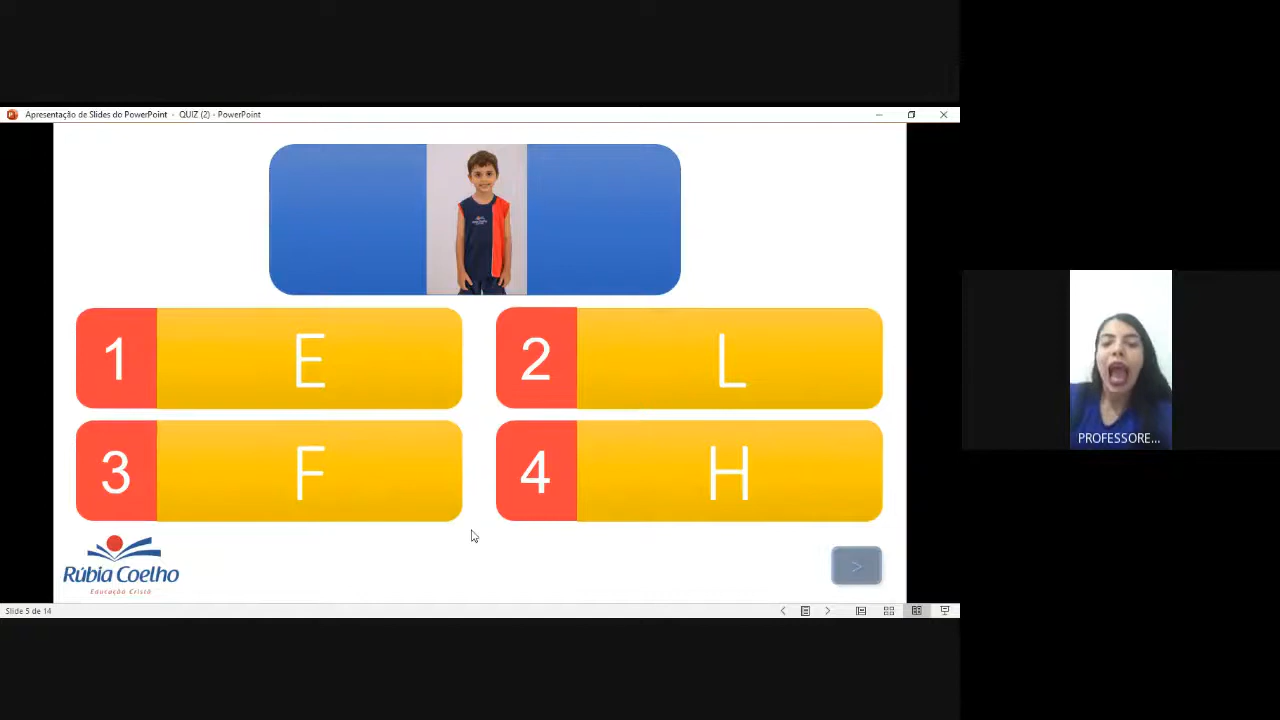 Apresentação de Slides do PowerPoint - QUIZ (2) - PowerPoint
1 E
2 L
3 F
4 H
>
Rúbia Coelho
Educação Cristã
PROFESSORE...
Slide 5 de 14